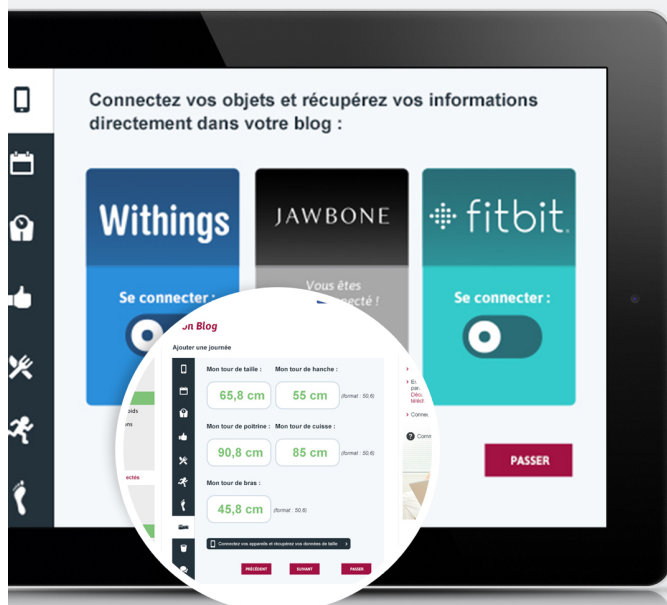 Connectez vos objets et récupérez vos informations
directement dans votre blog :
Withings
JAWBONE
fitbit.
Se connecter :
Vous êtes
Se connecter :
PASSER
Blog
Ajouter une journée
Mon tour de taille :
Mon tour de hanche :
65,8 cm
55 cm
(format : 50.6)
Mon tour de poitrine :
Mon tour de cuisse :
90,8 cm
85 cm
(format : 50.6)
Mon tour de bras :
45,8 cm
(format : 50.6)
Connectez vos appareils et récupérez vos données de taille
PRÉCÉDENT
SUIVANT
PASSER